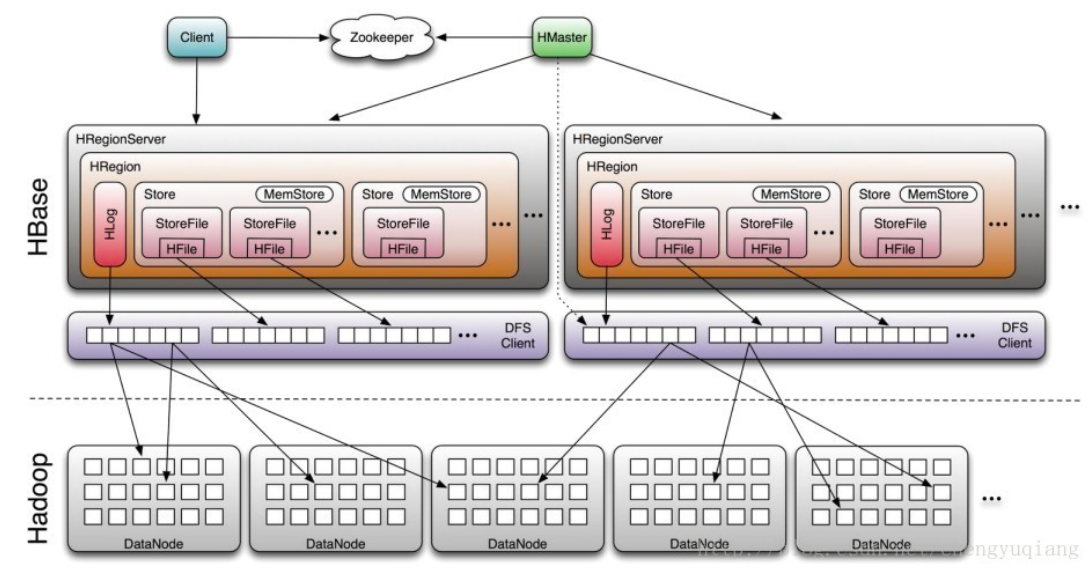 Client
Zookeeper
HMaster
HBase
HRegionServer
HRegion
HLog
Store
MemStore
StoreFile
HFile
StoreFile
HFile
...
Store
MemStore
StoreFile
HFile
...
...
HRegionServer
HRegion
HLog
Store
MemStore
StoreFile
HFile
StoreFile
HFile
...
Store
MemStore
StoreFile
HFile
...
...
...
...
DFS
Client
...
DFS
Client
Hadoop
DataNode
DataNode
DataNode
DataNode
DataNode
...
http://blog.csdn.net/chengyuqiang